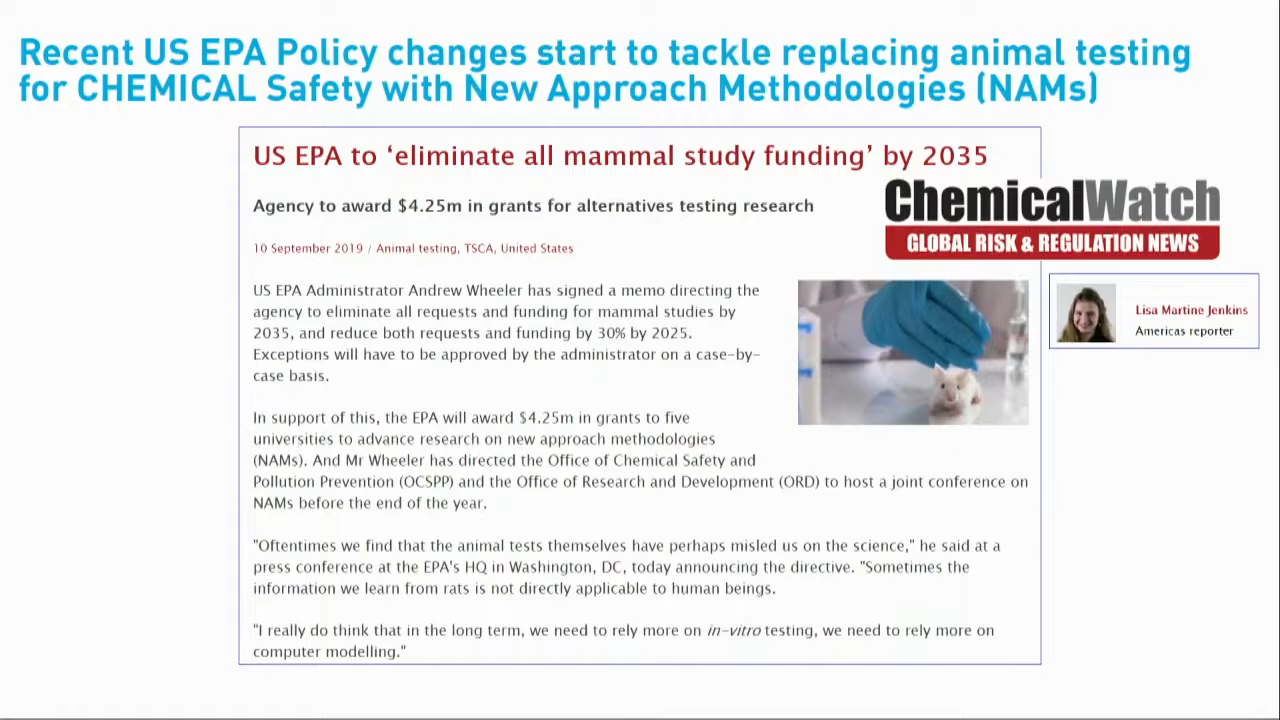 Recent US EPA Policy changes start to tackle replacing animal testing
for CHEMICAL Safety with New Approach Methodologies (NAMs)
US EPA to ‘eliminate all mammal study funding’ by 2035
Agency to award $4.25m in grants for alternatives testing research
10 September 2019 / Animal testing, TSCA, United States
ChemicalWatch
GLOBAL RISK & REGULATION NEWS
Lisa Martine Jenkins
Americas reporter
US EPA Administrator Andrew Wheeler has signed a memo directing the
agency to eliminate all requests and funding for mammal studies by
2035, and reduce both requests and funding by 30% by 2025.
Exceptions will have to be approved by the administrator on a case-by-
case basis.
In support of this, the EPA will award $4.25m in grants to five
universities to advance research on new approach methodologies
(NAMs). And Mr Wheeler has directed the Office of Chemical Safety and
Pollution Prevention (OCSPP) and the Office of Research and Development (ORD) to host a joint conference on
NAMs before the end of the year.
"Oftentimes we find that the animal tests themselves have perhaps misled us on the science," he said at a
press conference at the EPA's HQ in Washington, DC, today announcing the directive. "Sometimes the
information we learn from rats is not directly applicable to human beings.
"I really do think that in the long term, we need to rely more on in-vitro testing, we need to rely more on
computer modelling."